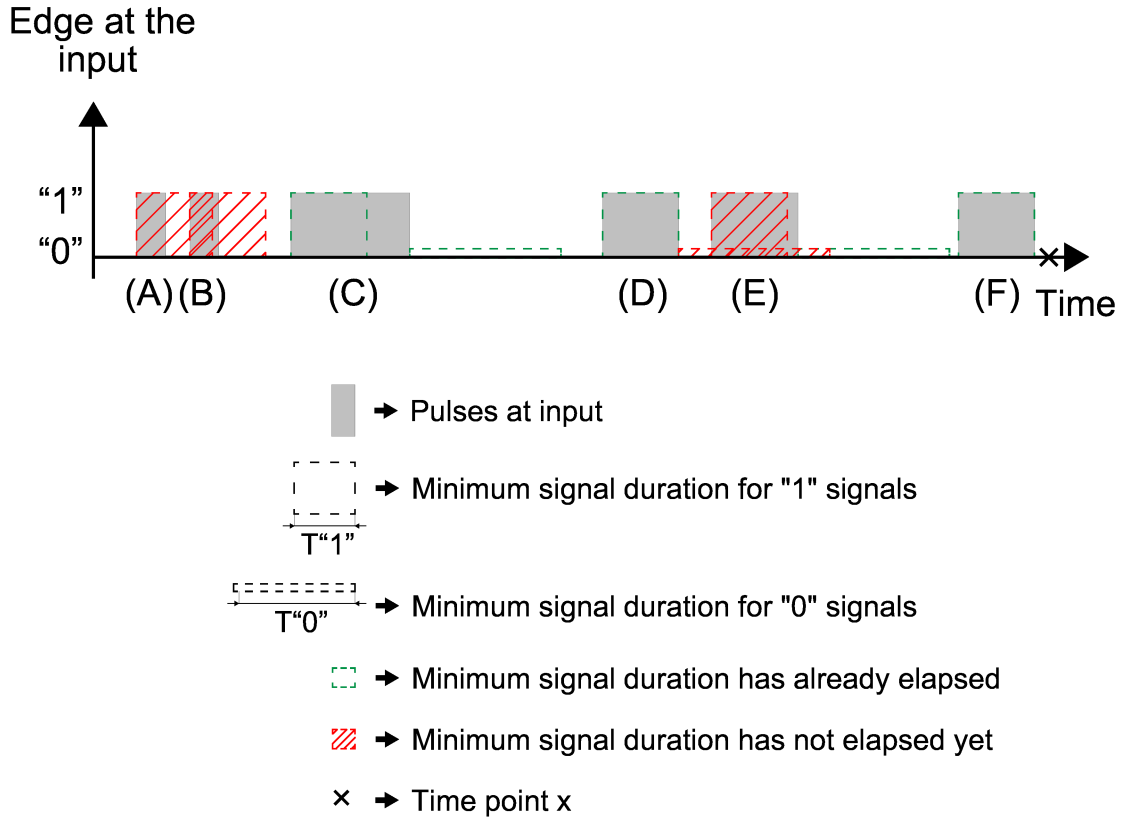 Edge at the
input
“1”
“0”
(A) (B) (C) (D) (E) (F)
Time
Pulses at input
Minimum signal duration for "1" signals
T“1”
Minimum signal duration for "0" signals
T“0”
Minimum signal duration has already elapsed
Minimum signal duration has not elapsed yet
Time point x